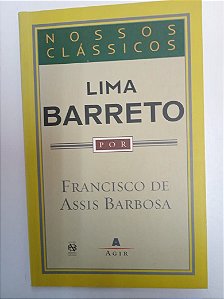 NOSSOS
CLÁSSICOS
LIMA
BARRETO
POR
FRANCISCO DE
ASSIS BARBOSA
A
AGIR